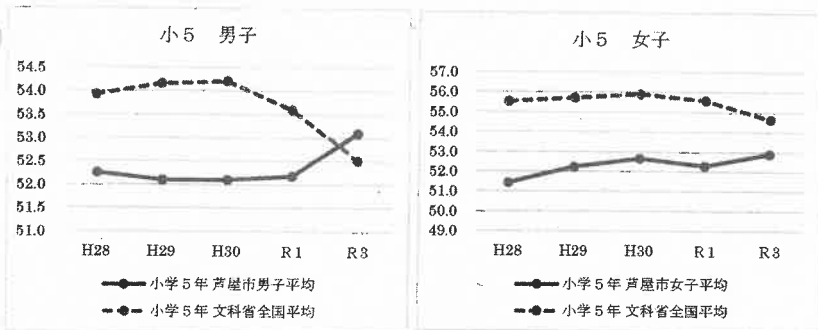 小5 男子
54.5
54.0
53.5
53.0
52.5
52.0
51.5
51.0
H28 H29 H30 R1 R3
小学5年 芦屋市男子平均
小学5年 文科省全国平均
小5 女子
57.0
56.0
55.0
54.0
53.0
52.0
51.0
50.0
49.0
H28 H29 H30 R1 R3
小学5年 芦屋市女子平均
小学5年 文科省全国平均